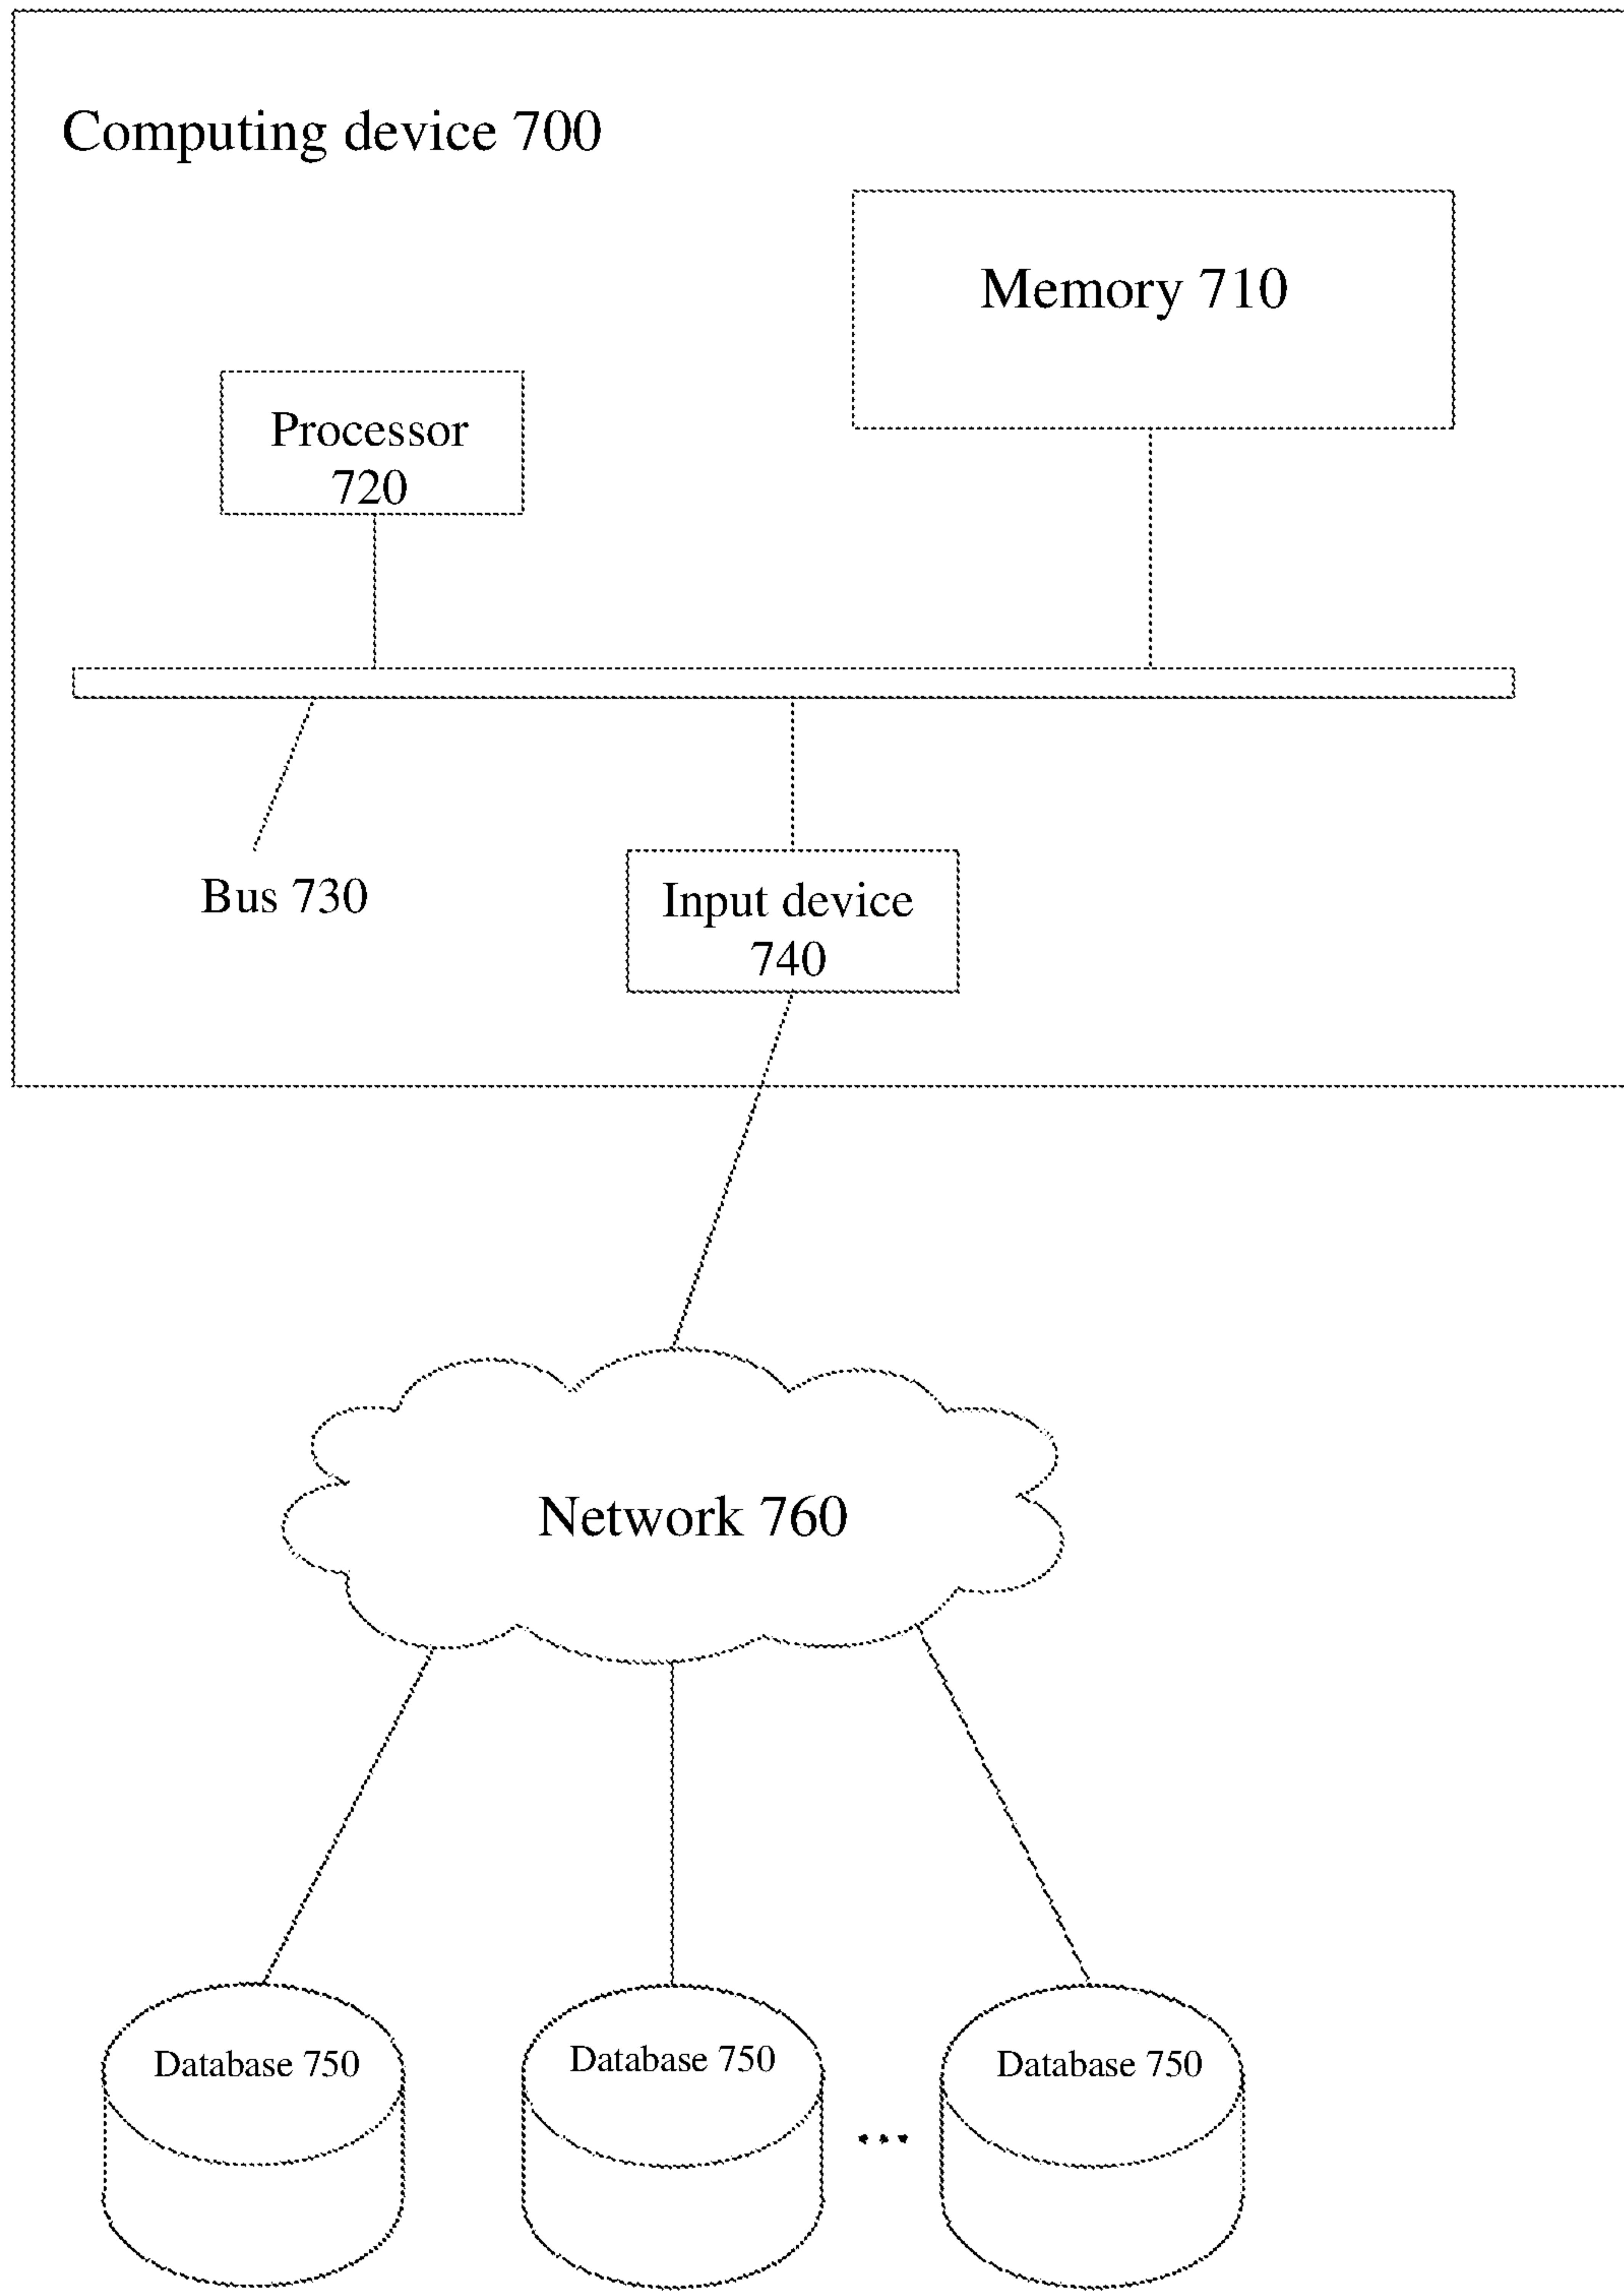 Computing device 700
Memory 710
Processor
720
Bus 730
Input device
740
Network 760
Database 750
Database 750
...
Database 750